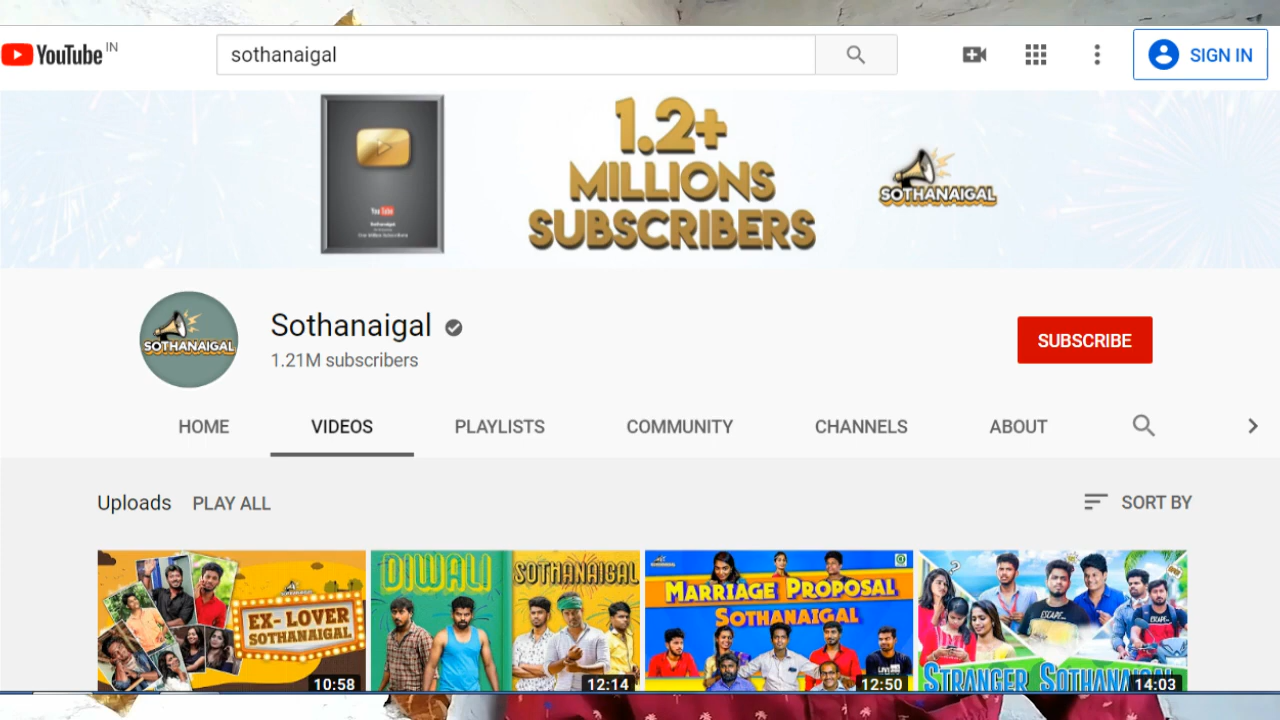 YouTube IN
sothanaigal
SIGN IN
1.2+
MILLIONS
SUBSCRIBERS
SOTHANAIGAL
YouTube
SOTHANAIGAL
Sothanaigal
1.21M subscribers
SUBSCRIBE
HOME
VIDEOS
PLAYLISTS
COMMUNITY
CHANNELS
ABOUT
Uploads
PLAY ALL
SORT BY
EX- LOVER
SOTHANAIGAL
10:58
DIWALI
SOTHANAIGAL
12:14
MARRIAGE PROPOSAL
SOTHANAIGAL
12:50
ESCAPE...
STRANGER
14:03